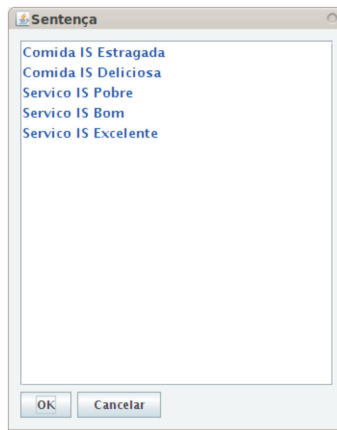 Sentença
Comida IS Estragada
Comida IS Deliciosa
Servico IS Pobre
Servico IS Bom
Servico IS Excelente
OK Cancelar